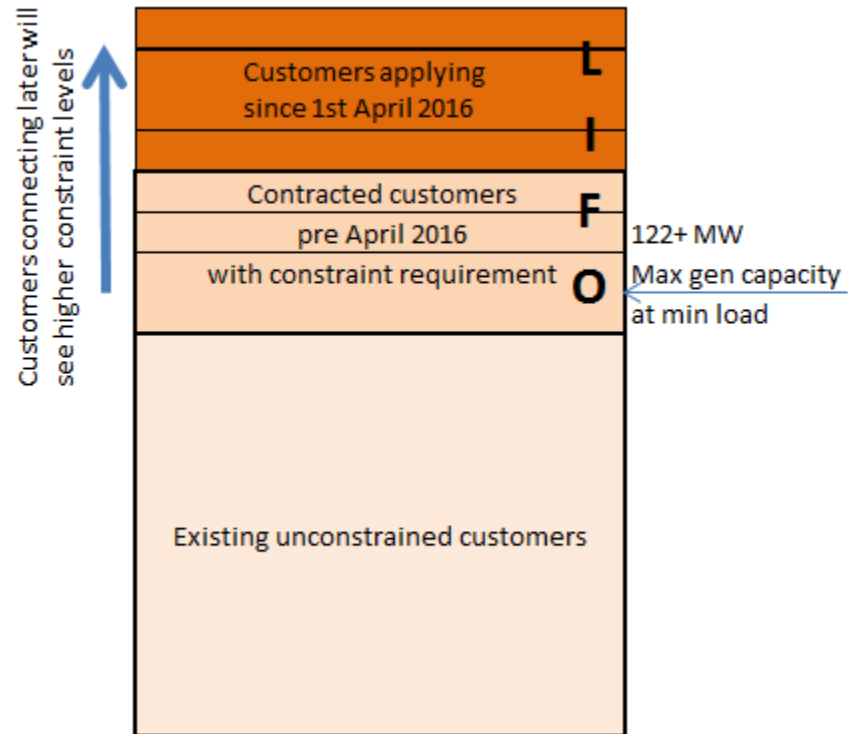 Customers connecting later will
see higher constraint levels
Customers applying
since 1st April 2016
Contracted customers
pre April 2016
with constraint requirement
L
I
F
O
122+ MW
Max gen capacity
at min load
Existing unconstrained customers